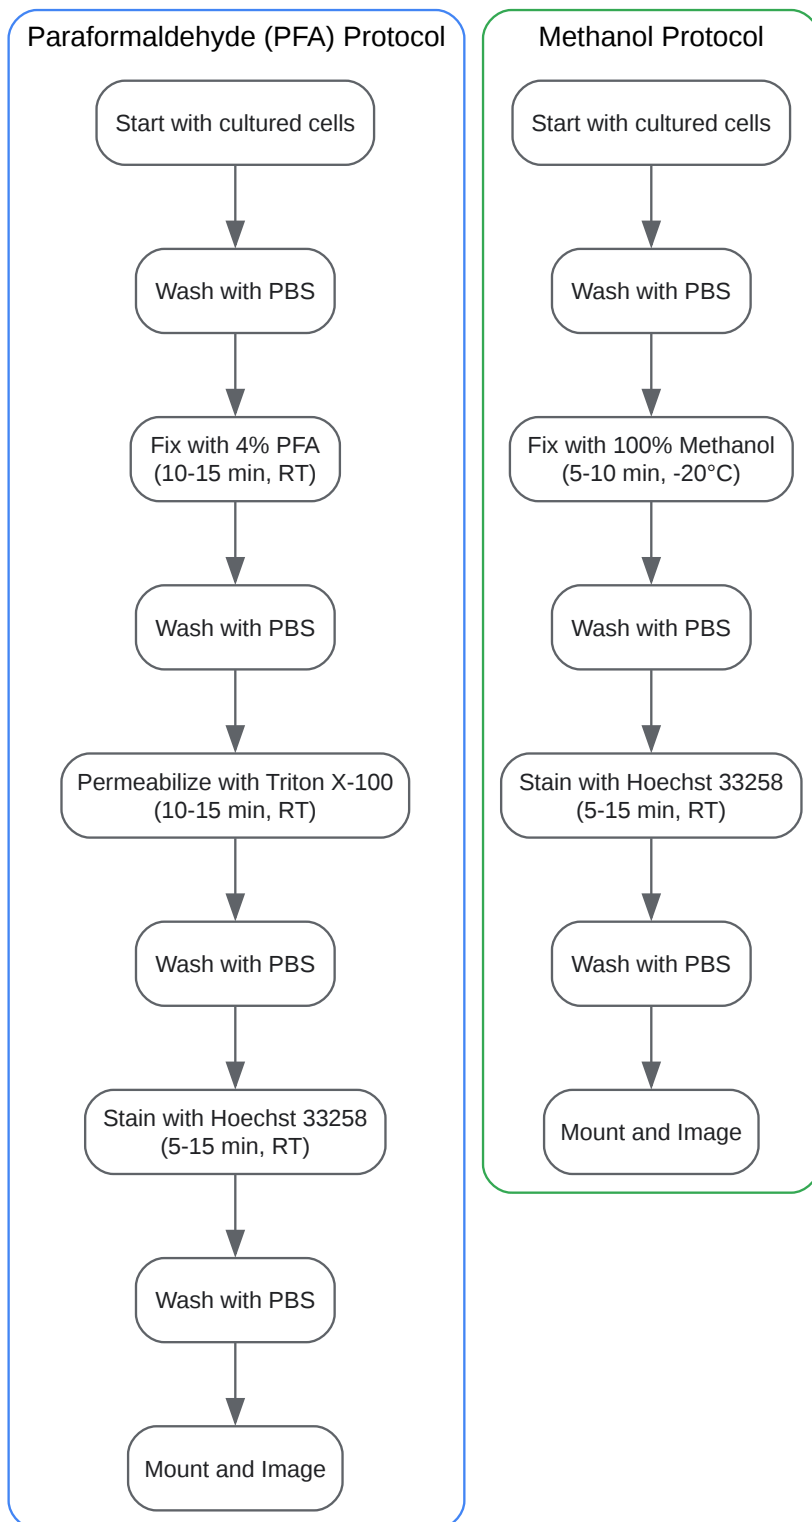 Paraformaldehyde (PFA) Protocol
Start with cultured cells
Wash with PBS
Fix with 4% PFA
(10-15 min, RT)
Wash with PBS
Permeabilize with Triton X-100
(10-15 min, RT)
Wash with PBS
Stain with Hoechst 33258
(5-15 min, RT)
Wash with PBS
Mount and Image
Methanol Protocol
Start with cultured cells
Wash with PBS
Fix with 100% Methanol
(5-10 min, -20°C)
Wash with PBS
Stain with Hoechst 33258
(5-15 min, RT)
Wash with PBS
Mount and Image